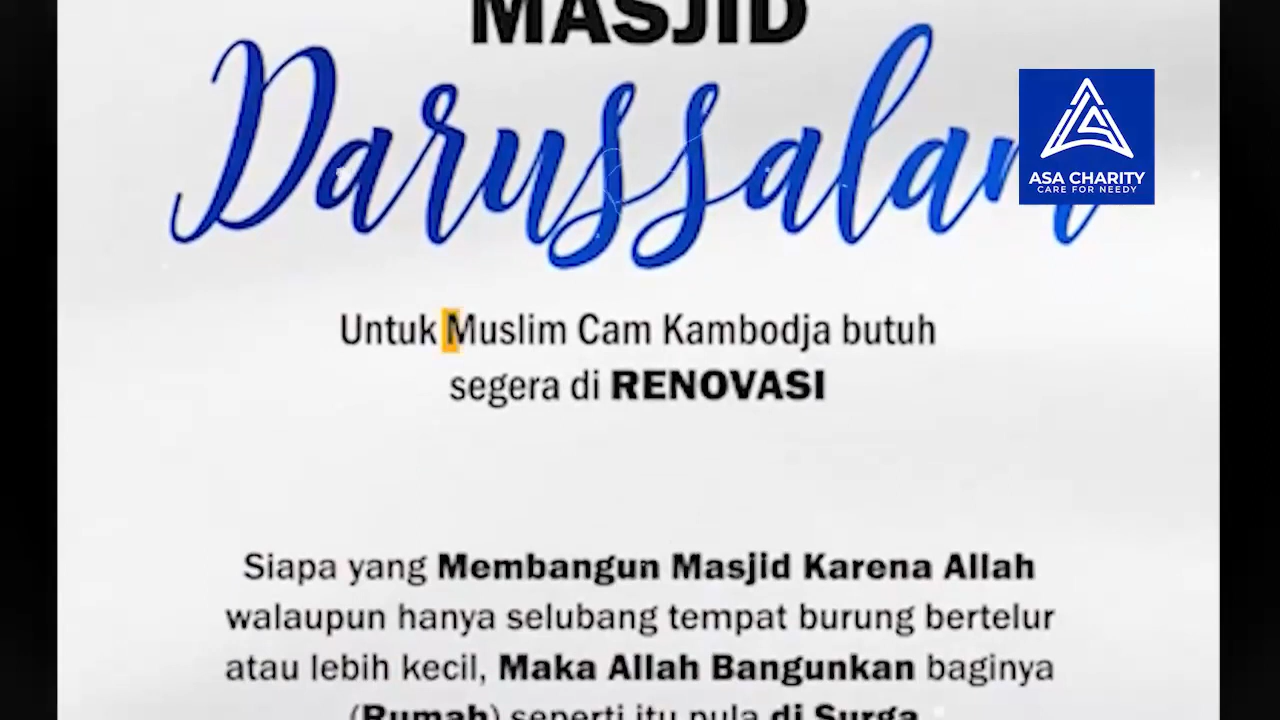 MASJID
Darussalam
ASA CHARITY
CARE FOR NEEDY
Untuk Muslim Cam Kambodja butuh
segera di RENOVASI
Siapa yang Membangun Masjid Karena Allah
walaupun hanya selubang tempat burung bertelur
atau lebih kecil, Maka Allah Bangunkan baginya
(Rumah) seperti itu pula di Surga